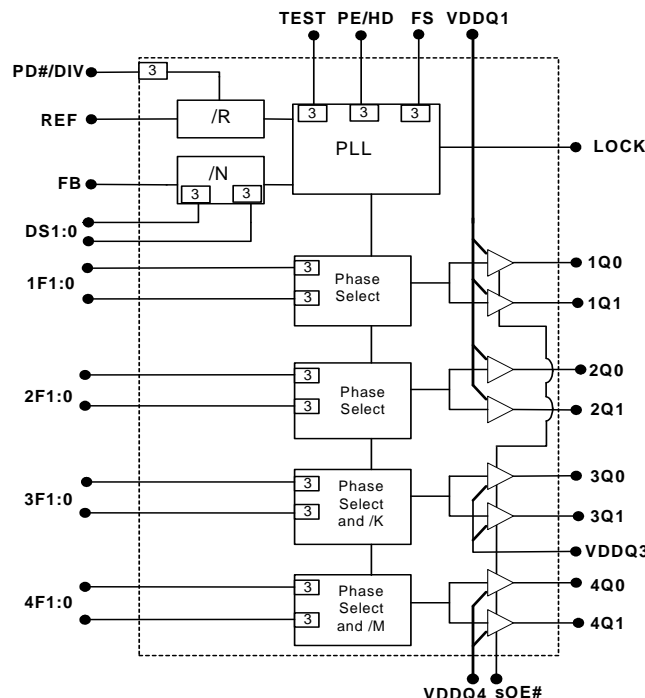 TEST PE/HD FS VDDQ1
PD#/DIV 3
REF /R
3 3 3
PLL
LOCK
FB /N
3 3
DS1:0
1F1:0
3
3
Phase
Select
1Q0
1Q1
2F1:0
3
3
Phase
Select
2Q0
2Q1
3F1:0
3
3
Phase
Select
and /K
3Q0
3Q1
VDDQ3
4F1:0
3
3
Phase
Select
and /M
4Q0
4Q1
VDDQ4 sOE#